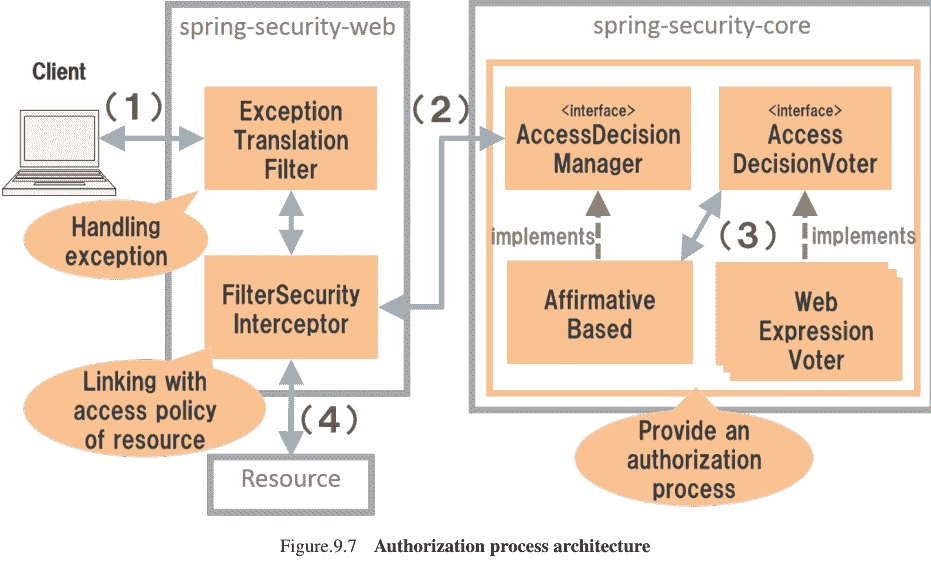 spring-security-web
spring-security-core
Client
(1)
Exception
Translation
Filter
(2)
<interface>
AccessDecision
Manager
<interface>
Access
DecisionVoter
Handling
exception
implements
(3)
implements
FilterSecurity
Interceptor
Affirmative
Based
Web
Expression
Voter
Linking with
access policy
of resource
(4)
Provide an
authorization
process
Resource
Figure.9.7 Authorization process architecture